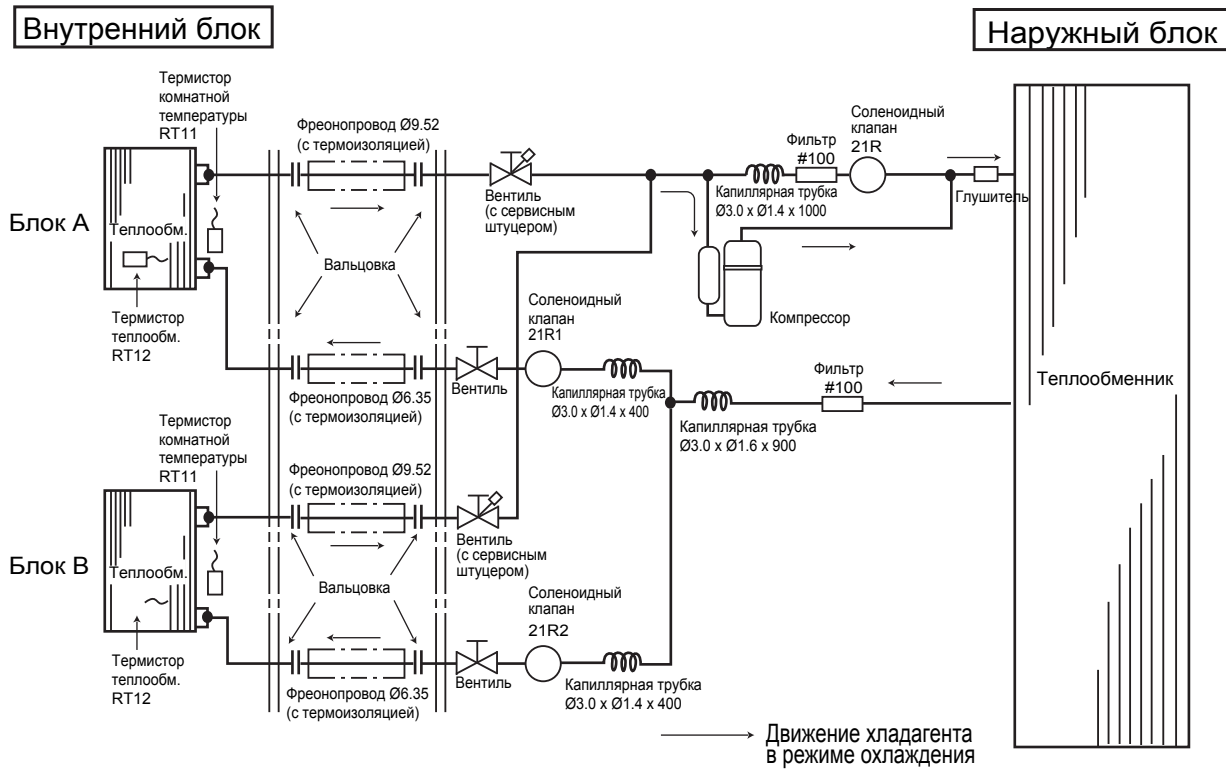 Внутренний блок
Наружный блок
Термистор
комнатной
температуры
RT11
Фреонопровод Ø9.52
(с термоизоляцией)
Соленоидный
клапан
21R
Фильтр
#100
Блок A
Теплообм.
Вентиль
(с сервисным
штуцером)
Капиллярная трубка
Ø3.0 x Ø1.4 x 1000
Глушитель
Вальцовка
Термистор
теплообм.
RT12
Соленоидный
клапан
21R1
Компрессор
Фреонопровод Ø6.35
(с термоизоляцией)
Вентиль
Капиллярная трубка
Ø3.0 x Ø1.4 x 400
Фильтр
#100
Теплообменник
Капиллярная трубка
Ø3.0 x Ø1.6 x 900
Термистор
комнатной
температуры
RT11
Фреонопровод Ø9.52
(с термоизоляцией)
Блок B
Теплообм.
Вентиль
(с сервисным
штуцером)
Вальцовка
Соленоидный
клапан
21R2
Термистор
теплообм.
RT12
Фреонопровод Ø6.35
(с термоизоляцией)
Вентиль
Капиллярная трубка
Ø3.0 x Ø1.4 x 400
Движение хладагента
в режиме охлаждения